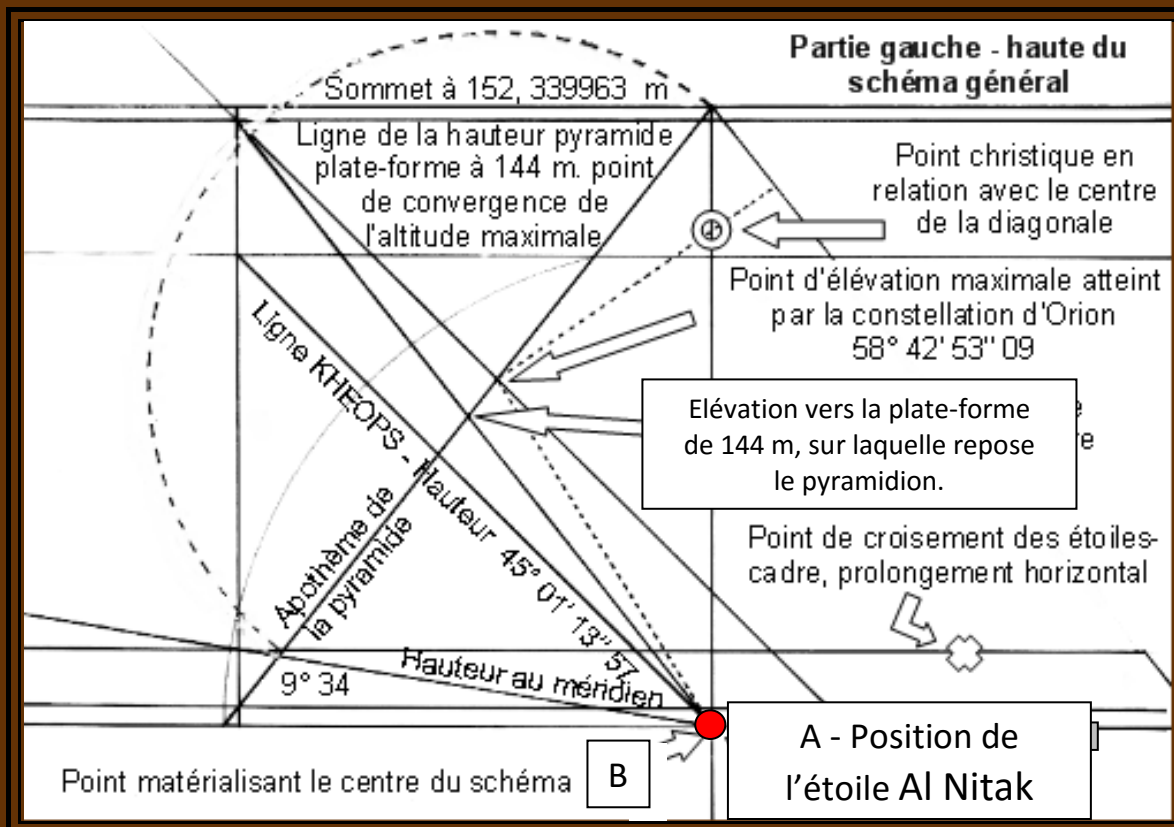 Partie gauche - haute du
schéma général
Sommet à 152, 339963 m
Ligne de la hauteur pyramide
plate-forme à 144 m. point
de convergence de
l'altitude maximale
Point christique en
relation avec le centre
de la diagonale
Point d'élévation maximale atteint
par la constellation d'Orion
58° 42' 53'' 09
Elévation vers la plate-forme
de 144 m, sur laquelle repose
le pyramidion.
Ligne KHEOPS - Hauteur 45° 01' 13'' 57
Apothème de
la pyramide
Point de croisement des étoiles-
cadre, prolongement horizontal
Hauteur au méridien
9° 34
A - Position de
l'étoile Al Nitak
Point matérialisant le centre du schéma
B